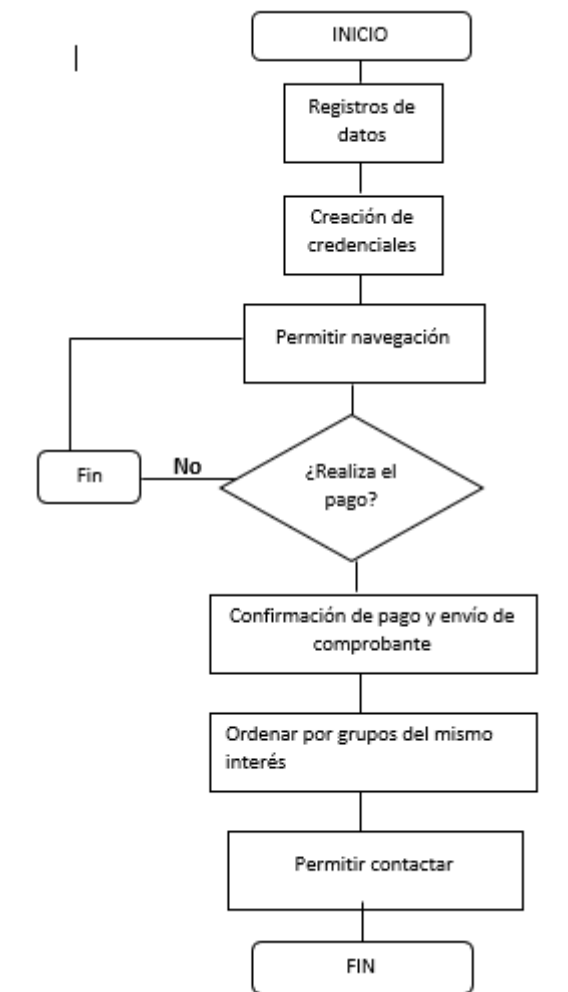 INICIO
Registros de
datos
Creación de
credenciales
Permitir navegación
Fin
No
¿Realiza el
pago?
Confirmación de pago y envío de
comprobante
Ordenar por grupos del mismo
interés
Permitir contactar
FIN